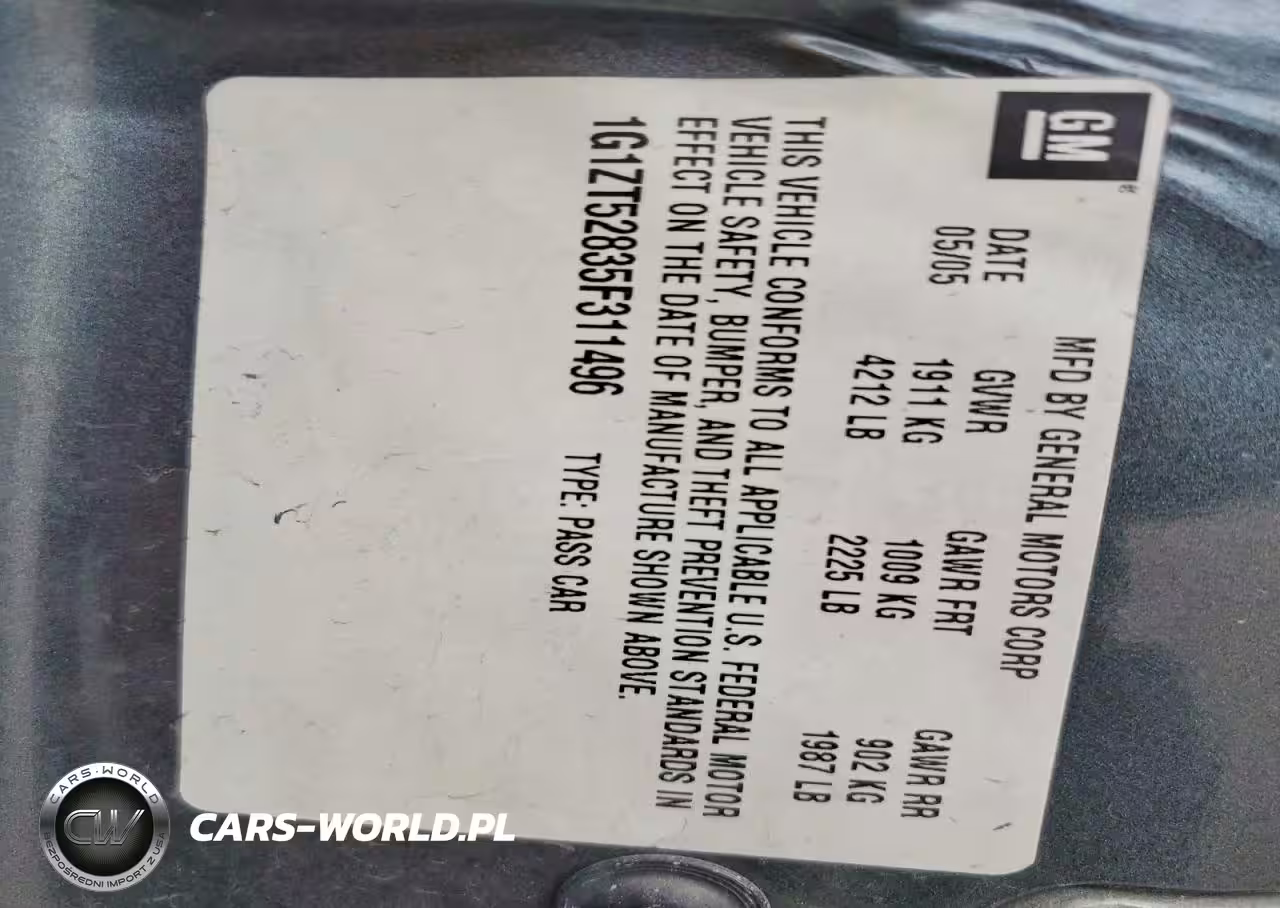 GM
MFD BY GENERAL MOTORS CORP
DATE GVWR GAWR FRT GAWR RR
05/05 1911 KG 1009 KG 902 KG
4212 LB 2225 LB 1987 LB
THIS VEHICLE CONFORMS TO ALL APPLICABLE U.S. FEDERAL MOTOR
VEHICLE SAFETY, BUMPER, AND THEFT PREVENTION STANDARDS IN
EFFECT ON THE DATE OF MANUFACTURE SHOWN ABOVE.
1G1ZT52835F311496 TYPE: PASS CAR
CARS-WORLD
CW
BEZPOŚREDNI IMPORT Z USA
CARS-WORLD.PL